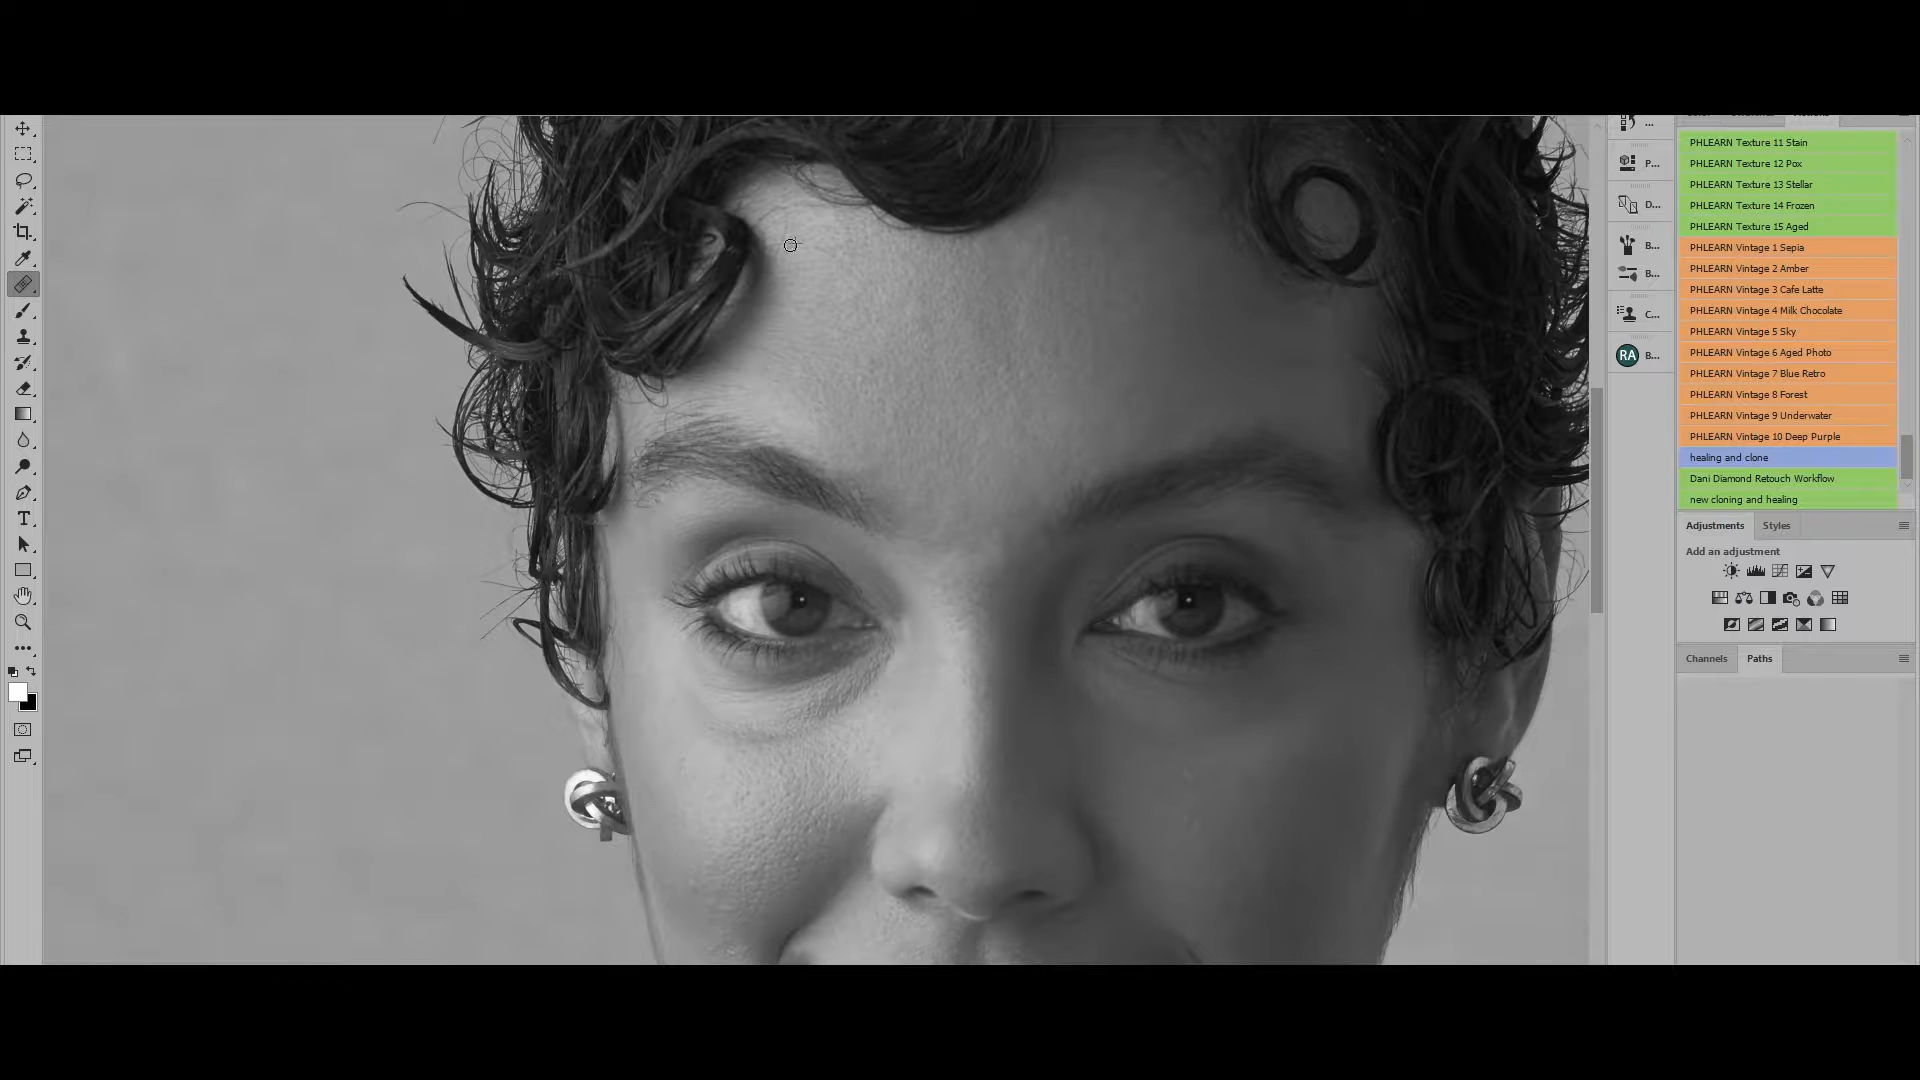 ...
P...
D...
B...
B...
C...
RA B...
PHLEARN Texture 11 Stain
PHLEARN Texture 12 Pox
PHLEARN Texture 13 Stellar
PHLEARN Texture 14 Frozen
PHLEARN Texture 15 Aged
PHLEARN Vintage 1 Sepia
PHLEARN Vintage 2 Amber
PHLEARN Vintage 3 Cafe Latte
PHLEARN Vintage 4 Milk Chocolate
PHLEARN Vintage 5 Sky
PHLEARN Vintage 6 Aged Photo
PHLEARN Vintage 7 Blue Retro
PHLEARN Vintage 8 Forest
PHLEARN Vintage 9 Underwater
PHLEARN Vintage 10 Deep Purple
healing and clone
Dani Diamond Retouch Workflow
new cloning and healing
Adjustments Styles
Add an adjustment
Channels Paths